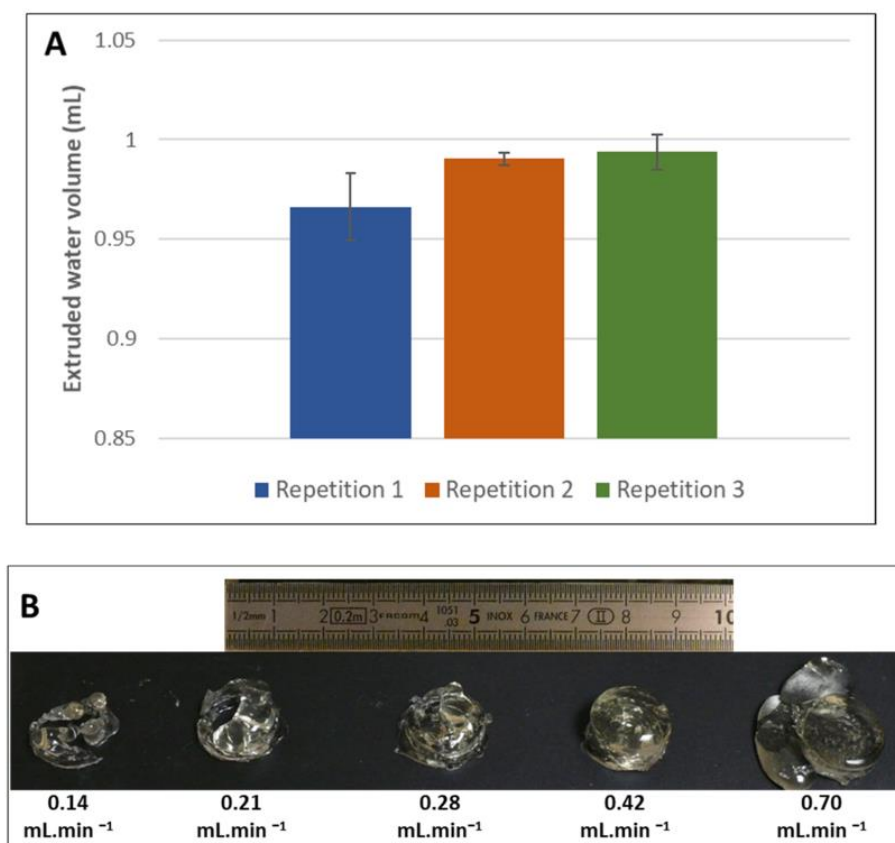 A
1.05
1
0.95
0.9
0.85
Extruded water volume (mL)
Repetition 1 Repetition 2 Repetition 3
B
1/2mm 1 2 0.2m 3 FACOM 4 1051 .03 5 INOX 6 FRANCE 7 II 8 9 10
0.14 0.21 0.28 0.42 0.70
mL.min ⁻¹ mL.min ⁻¹ mL.min ⁻¹ mL.min ⁻¹ mL.min ⁻¹